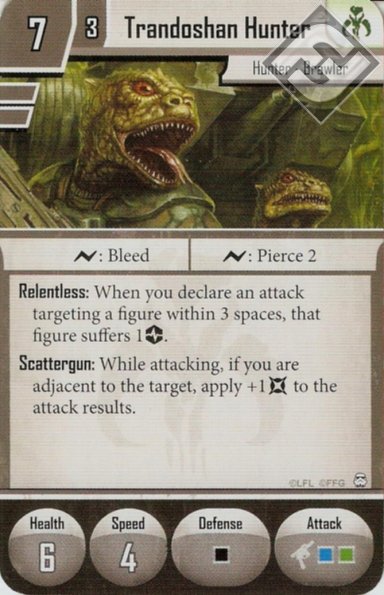 7 3 Trandoshan Hunter
Hunter - Brawler
: Bleed
: Pierce 2
Relentless: When you declare an attack
targeting a figure within 3 spaces, that
figure suffers 1 .
Scattergun: While attacking, if you are
adjacent to the target, apply +1 to the
attack results.
©LFL ©FFG
Health Speed Defense Attack
6 4